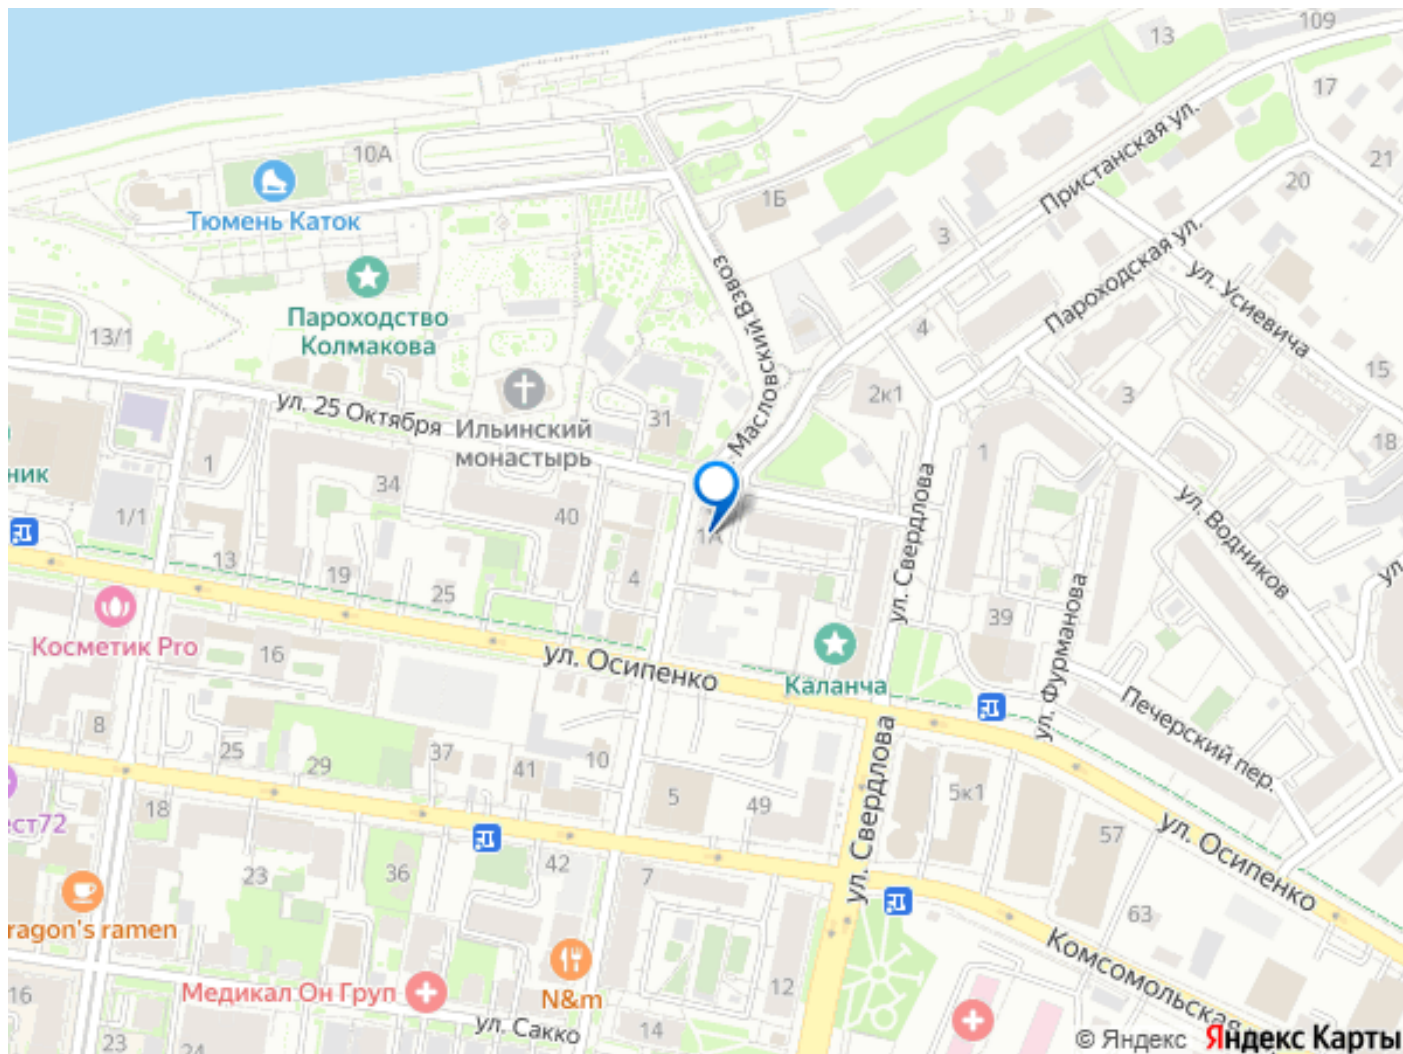 109
13
17
Пристанская ул.
10А
21
20
Тюмень Каток
1Б
3
Пароходская ул.
ул. Усиевича
Масловский Взвоз
Пароходство
Колмакова
13/1
4
15
2к1
3
ул. 25 Октября
31
Ильинский
монастырь
18
1
1
ник
34
40
1/1
1А
ул. Свердлова
ул. Водников
ул.
13
19
25
4
39
ул. Фурманова
Косметик Pro
16
ул. Осипенко
Каланча
Печерский пер.
8
25
29
37
41
10
5
49
ул. Свердлова
5к1
57
ул. Осипенко
ест72
18
42
7
23
36
63
ragon's ramen
Комсомольская
16
Медикал Он Груп
N&m
12
ул. Сакко
14
23
24
© Яндекс Яндекс Карты